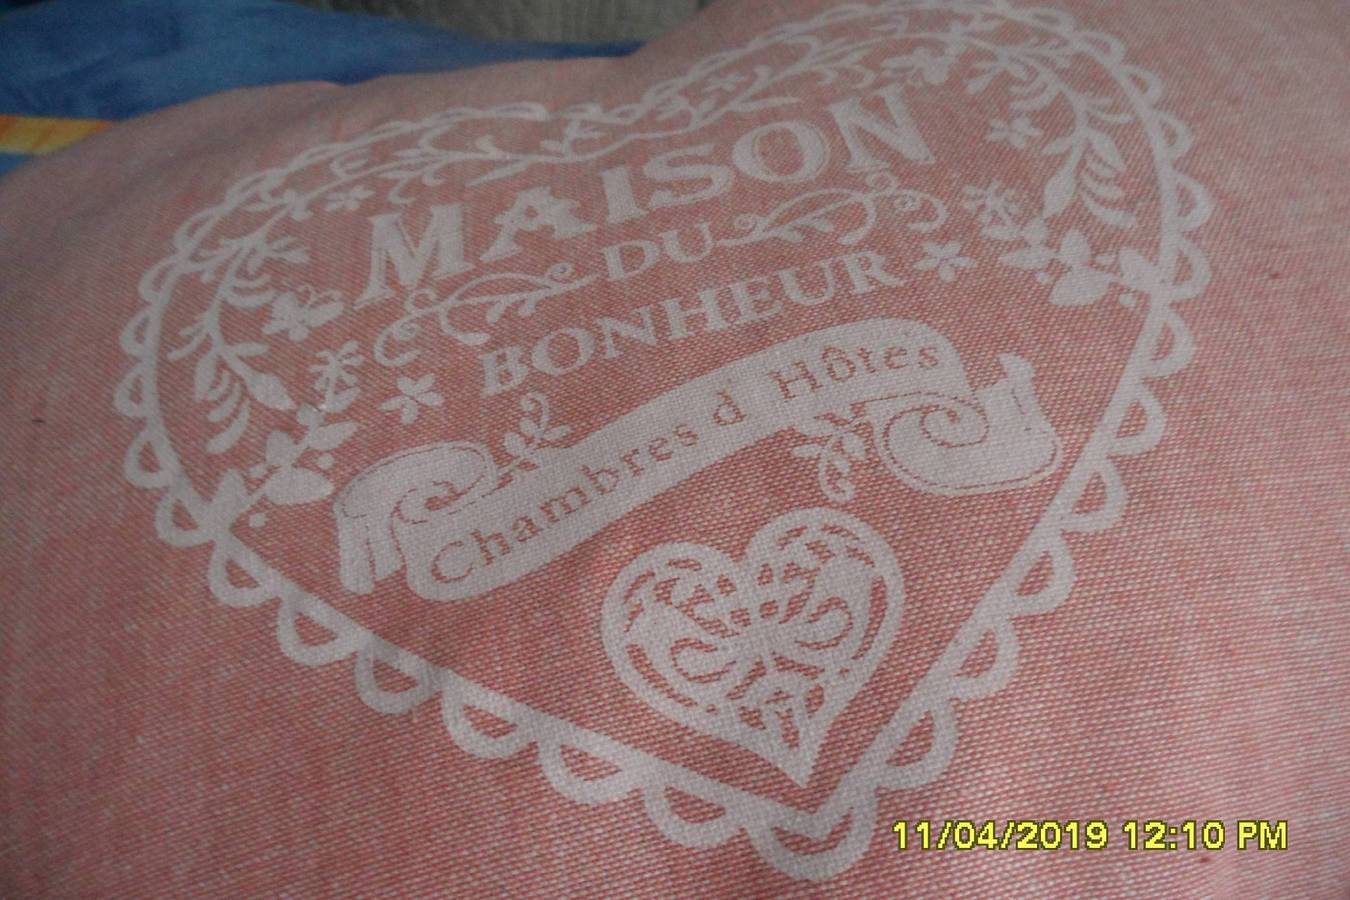 MAISON
DU
BONHEUR
Chambres d' Hôtes
11/04/2019 12:10 PM